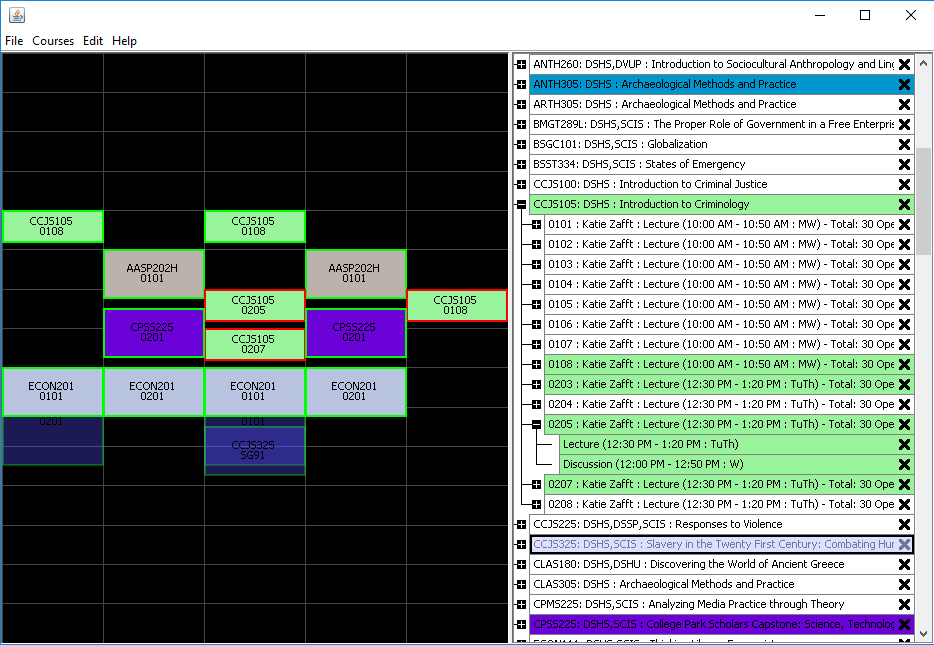 File Courses Edit Help
CCJS105
0108
CCJS105
0108
AASP202H
0101
AASP202H
0101
CCJS105
0205
CCJS105
0108
CPSS225
0201
CCJS105
0207
CPSS225
0201
ECON201
0101
ECON201
0201
ECON201
0101
ECON201
0201
0201
0101
CCJS325
SG91
ANTH260: DSHS,DVUP : Introduction to Sociocultural Anthropology and Ling
ANTH305: DSHS : Archaeological Methods and Practice
ARTH305: DSHS : Archaeological Methods and Practice
BMGT289L: DSHS,SCIS : The Proper Role of Government in a Free Enterpris
BSGC101: DSHS,SCIS : Globalization
BSST334: DSHS,SCIS : States of Emergency
CCJS100: DSHS : Introduction to Criminal Justice
CCJS105: DSHS : Introduction to Criminology
0101 : Katie Zafft : Lecture (10:00 AM - 10:50 AM : MW) - Total: 30 Ope
0102 : Katie Zafft : Lecture (10:00 AM - 10:50 AM : MW) - Total: 30 Ope
0103 : Katie Zafft : Lecture (10:00 AM - 10:50 AM : MW) - Total: 30 Ope
0104 : Katie Zafft : Lecture (10:00 AM - 10:50 AM : MW) - Total: 30 Ope
0105 : Katie Zafft : Lecture (10:00 AM - 10:50 AM : MW) - Total: 30 Ope
0106 : Katie Zafft : Lecture (10:00 AM - 10:50 AM : MW) - Total: 30 Ope
0107 : Katie Zafft : Lecture (10:00 AM - 10:50 AM : MW) - Total: 30 Ope
0108 : Katie Zafft : Lecture (10:00 AM - 10:50 AM : MW) - Total: 30 Ope
0203 : Katie Zafft : Lecture (12:30 PM - 1:20 PM : TuTh) - Total: 30 Ope
0204 : Katie Zafft : Lecture (12:30 PM - 1:20 PM : TuTh) - Total: 30 Ope
0205 : Katie Zafft : Lecture (12:30 PM - 1:20 PM : TuTh) - Total: 30 Ope
Lecture (12:30 PM - 1:20 PM : TuTh)
Discussion (12:00 PM - 12:50 PM : W)
0207 : Katie Zafft : Lecture (12:30 PM - 1:20 PM : TuTh) - Total: 30 Ope
0208 : Katie Zafft : Lecture (12:30 PM - 1:20 PM : TuTh) - Total: 30 Ope
CCJS225: DSHS,DSSP,SCIS : Responses to Violence
CCJS325: DSHS,SCIS : Slavery in the Twenty First Century: Combating Hur
CLAS180: DSHS,DSHU : Discovering the World of Ancient Greece
CLAS305: DSHS : Archaeological Methods and Practice
CPMS225: DSHS,SCIS : Analyzing Media Practice through Theory
CPSS225: DSHS,SCIS : College Park Scholars Capstone: Science, Technolog